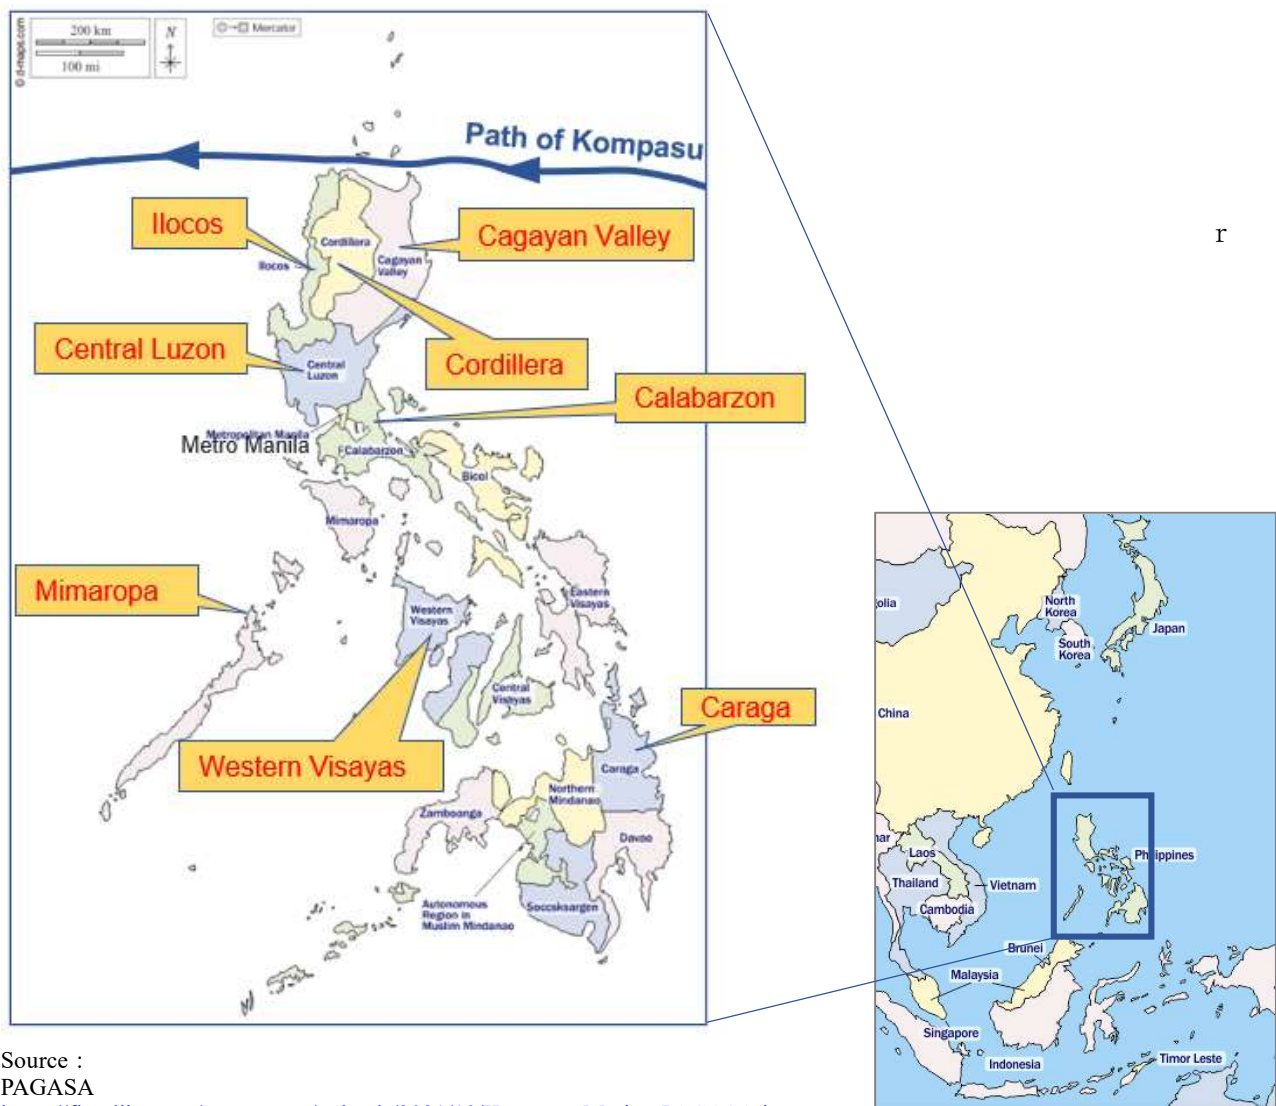 © d-maps.com
200 km
100 mi
N
Mercator
Path of Kompasu
Ilocos
Cagayan Valley
r
Cordillera
Ilocos
Cagayan
Valley
Central Luzon
Cordillera
Central
Luzon
Calabarzon
Metropolitan Manila
Metro Manila
Calabarzon
Bicol
Mimaropa
Mimaropa
Eastern
Visayas
Western
Visayas
Central
Visayas
Caraga
Western Visayas
Caraga
Northern
Mindanao
Zamboanga
Davao
Autonomous
Region in
Muslim Mindanao
Soccsksargen
olia
North
Korea
South
Korea
Japan
China
nar
Laos
Philippines
Thailand
Vietnam
Cambodia
Brunei
Malaysia
Singapore
Indonesia
Timor Leste
Source :
PAGASA